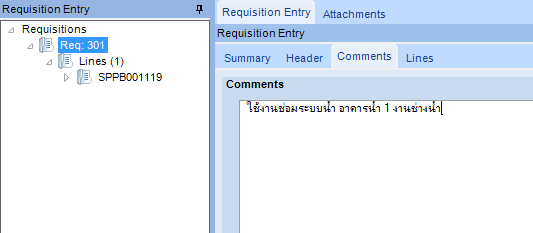 Requisition Entry
Requisitions
Req: 301
Lines (1)
SPPB001119
Requisition Entry
Attachments
Requisition Entry
Summary
Header
Comments
Lines
Comments
ใช้งานซ่อมระบบน้ำ อาคารน้ำ 1 งานช่างน้ำ